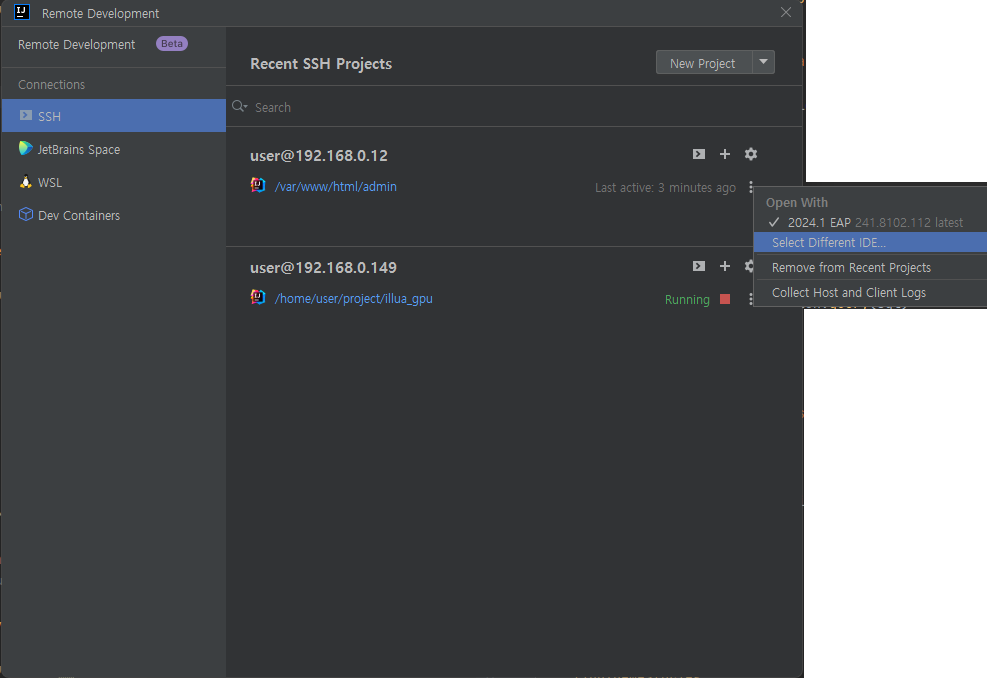 Remote Development
Remote Development Beta
Connections
SSH
JetBrains Space
WSL
Dev Containers
Recent SSH Projects
New Project
Search
user@192.168.0.12
/var/www/html/admin
Last active: 3 minutes ago
user@192.168.0.149
/home/user/project/illua_gpu
Running
Open With
2024.1 EAP 241.8102.112 latest
Select Different IDE...
Remove from Recent Projects
Collect Host and Client Logs